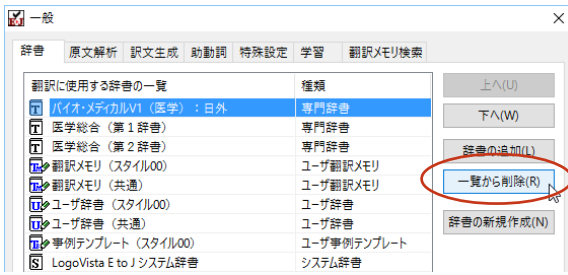 一般
辞書 原文解析 訳文生成 助動詞 特殊設定 学習 翻訳メモリ検索
翻訳に使用する辞書の一覧 種類
バイオ・メディカルV1（医学）：日外 専門辞書
医学総合（第１辞書） 専門辞書
医学総合（第２辞書） 専門辞書
翻訳メモリ（スタイル00） ユーザ翻訳メモリ
翻訳メモリ（共通） ユーザ翻訳メモリ
ユーザ辞書（スタイル00） ユーザ辞書
ユーザ辞書（共通） ユーザ辞書
事例テンプレート（スタイル00） ユーザ事例テンプレート
LogoVista E to J システム辞書 システム辞書
上へ(U)
下へ(W)
辞書の追加(L)
一覧から削除(R)
辞書の新規作成(N)